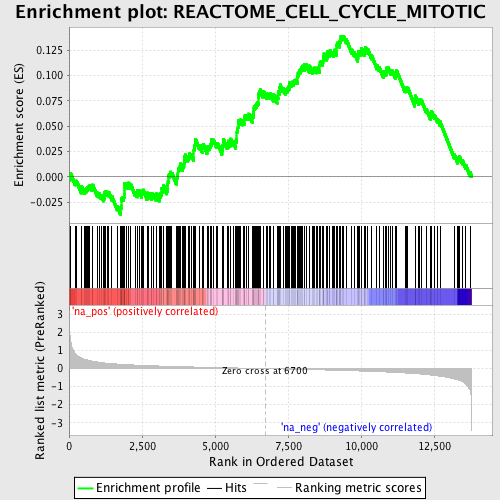 Enrichment plot: REACTOME_CELL_CYCLE_MITOTIC
Enrichment score (ES)
0.125
0.100
0.075
0.050
0.025
0.000
-0.025
'na_pos' (positively correlated)
Ranked list metric (PreRanked)
3
2
1
0
-1
-2
-3
Zero cross at 6700
'na_neg' (negatively correlated)
0
2,500
5,000
7,500
10,000
12,500
Rank in Ordered Dataset
Enrichment profile
Hits
Ranking metric scores